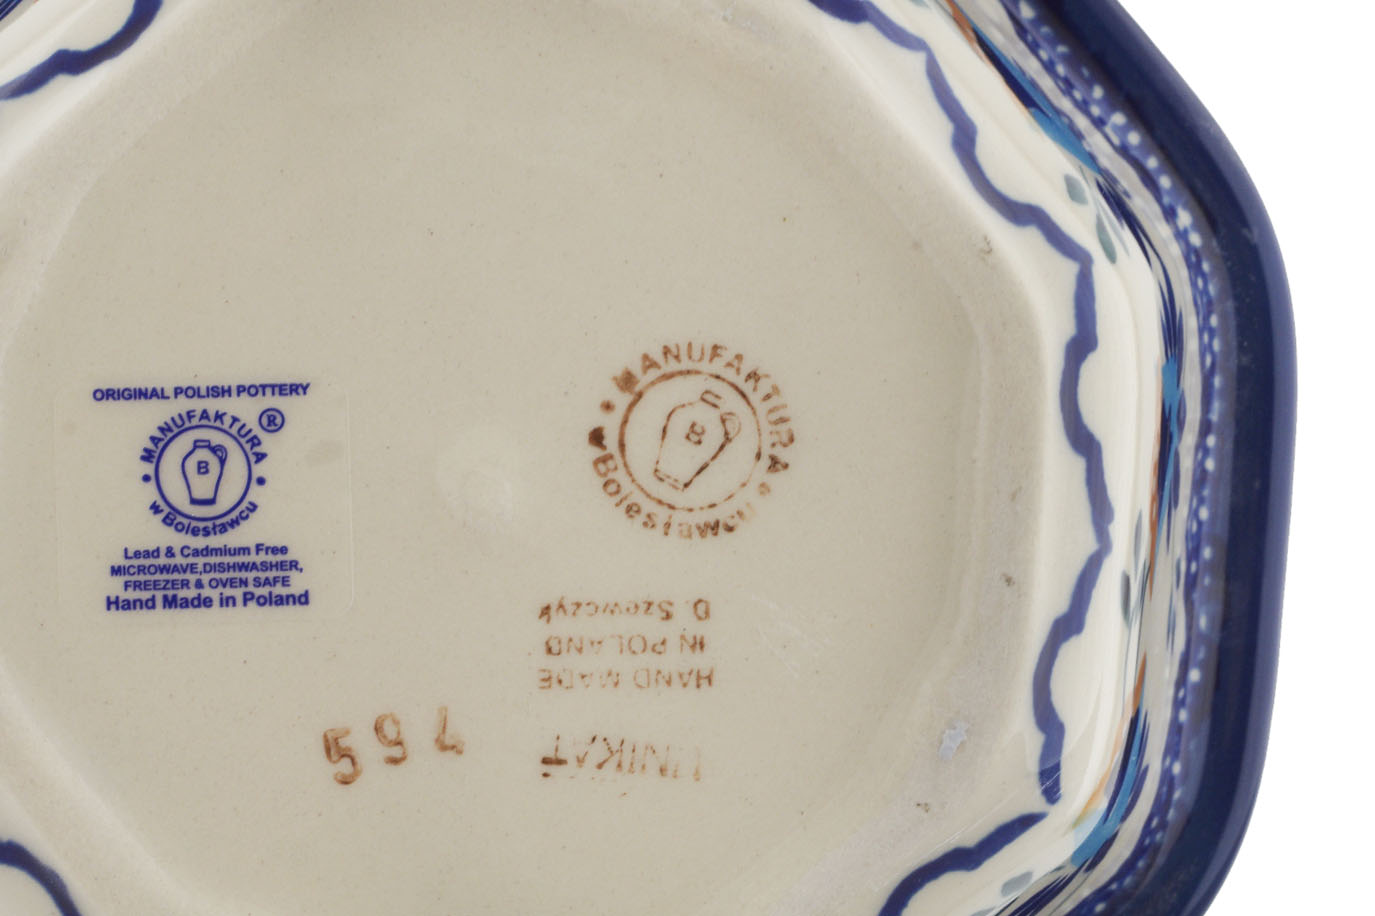 ORIGINAL POLISH POTTERY
MANUFAKTURA ®
B
w Bolesławcu
Lead & Cadmium Free
MICROWAVE,DISHWASHER,
FREEZER & OVEN SAFE
Hand Made in Poland
MANUFAKTURA
B
w Bolesławcu
UNIKAT
HAND MADE
IN POLAND
D. Szewczyk